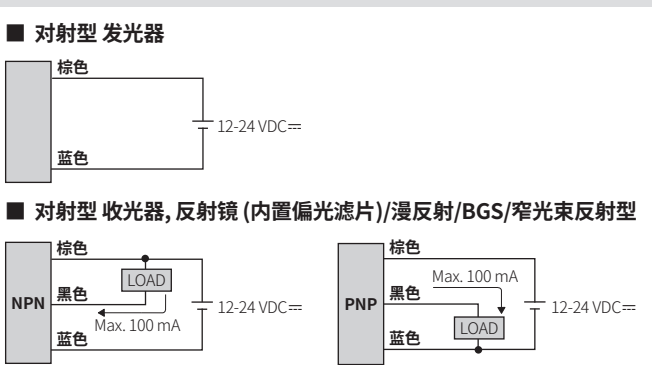 ■ 对射型 发光器
棕色
12-24 VDC⎓
蓝色
■ 对射型 收光器, 反射镜 (内置偏光滤片)/漫反射/BGS/窄光束反射型
棕色
LOAD
NPN
黑色
12-24 VDC⎓
Max. 100 mA
蓝色
棕色
Max. 100 mA
PNP
黑色
12-24 VDC⎓
LOAD
蓝色